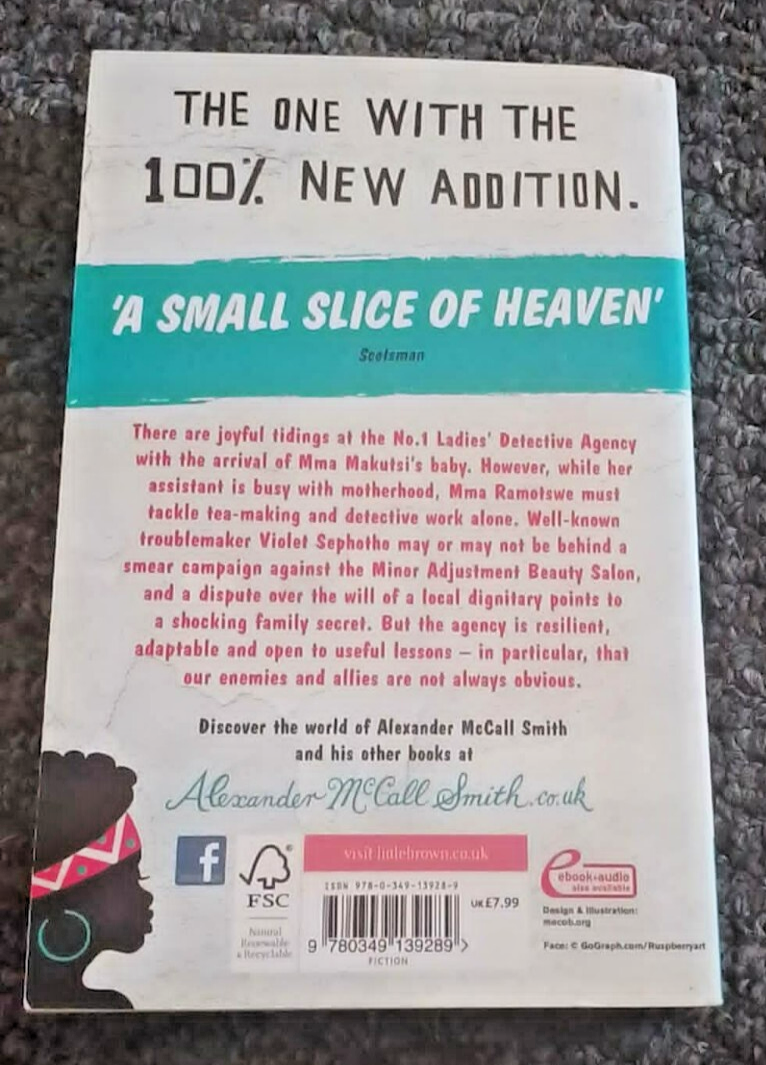 THE ONE WITH THE
100% NEW ADDITION.
'A SMALL SLICE OF HEAVEN'
Scotsman
There are joyful tidings at the No.1 Ladies' Detective Agency
with the arrival of Mma Makutsi's baby. However, while her
assistant is busy with motherhood, Mma Ramotswe must
tackle tea-making and detective work alone. Well-known
troublemaker Violet Sephotho may or may not be behind a
smear campaign against the Minor Adjustment Beauty Salon,
and a dispute over the will of a local dignitary points to
a shocking family secret. But the agency is resilient,
adaptable and open to useful lessons – in particular, that
our enemies and allies are not always obvious.
Discover the world of Alexander McCall Smith
and his other books at
Alexander McCall Smith.co.uk
f
FSC
Natural
Renewable
& Recyclable
visit littlebrown.co.uk
ISBN 978-0-349-13928-9
UK £7.99
9 780349 139289 >
FICTION
ebook-audio
also available
Design & Illustration:
mecob.org
Face: © GoGraph.com/Ruspberryart